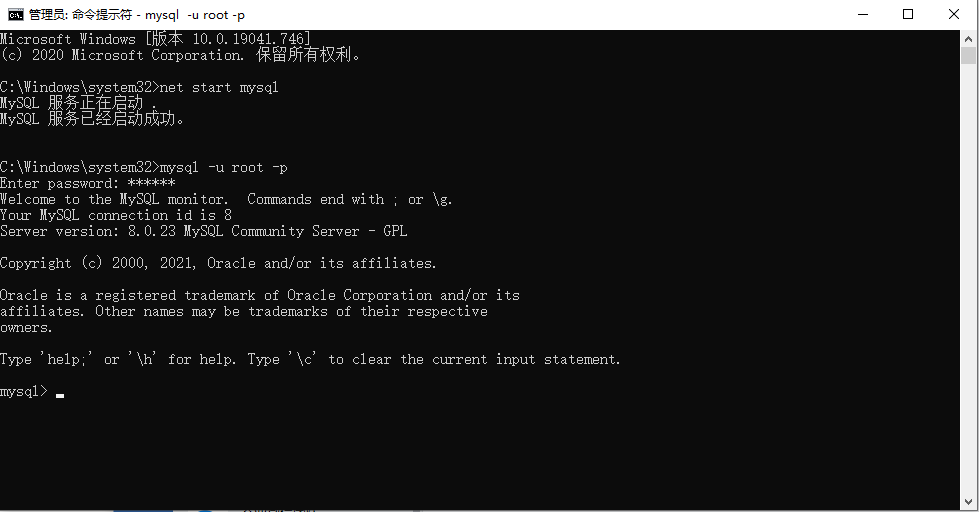 管理员: 命令提示符 - mysql -u root -p
Microsoft Windows [版本 10.0.19041.746]
(c) 2020 Microsoft Corporation. 保留所有权利。
C:\Windows\system32>net start mysql
MySQL 服务正在启动 .
MySQL 服务已经启动成功。
C:\Windows\system32>mysql -u root -p
Enter password: ******
Welcome to the MySQL monitor.  Commands end with ; or \g.
Your MySQL connection id is 8
Server version: 8.0.23 MySQL Community Server - GPL
Copyright (c) 2000, 2021, Oracle and/or its affiliates.
Oracle is a registered trademark of Oracle Corporation and/or its
affiliates. Other names may be trademarks of their respective
owners.
Type 'help;' or '\h' for help. Type '\c' to clear the current input statement.
mysql>